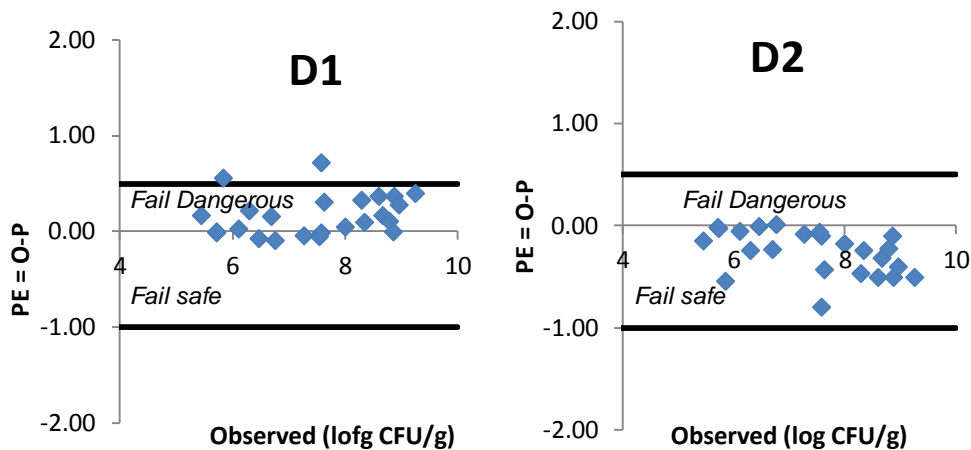 2.00
D1
1.00
Fail Dangerous
0.00
4
6
8
10
Fail safe
-1.00
-2.00
PE = O-P
Observed (lofg CFU/g)
2.00
D2
1.00
Fail Dangerous
0.00
4
6
8
10
Fail safe
-1.00
-2.00
PE = O-P
Observed (log CFU/g)